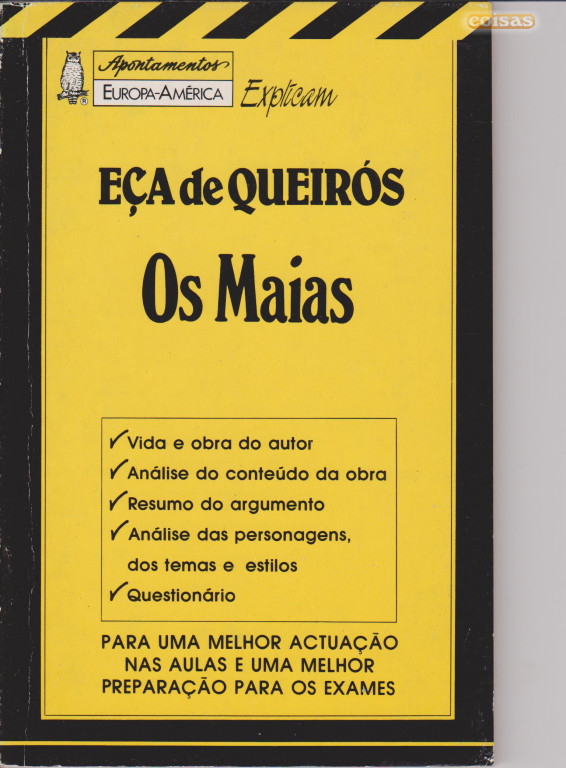 coisas
Apontamentos
EUROPA-AMÉRICA
Explicam
®
EÇA de QUEIRÓS
Os Maias
✓Vida e obra do autor
✓Análise do conteúdo da obra
✓Resumo do argumento
✓Análise das personagens,
dos temas e estilos
✓Questionário
PARA UMA MELHOR ACTUAÇÃO
NAS AULAS E UMA MELHOR
PREPARAÇÃO PARA OS EXAMES